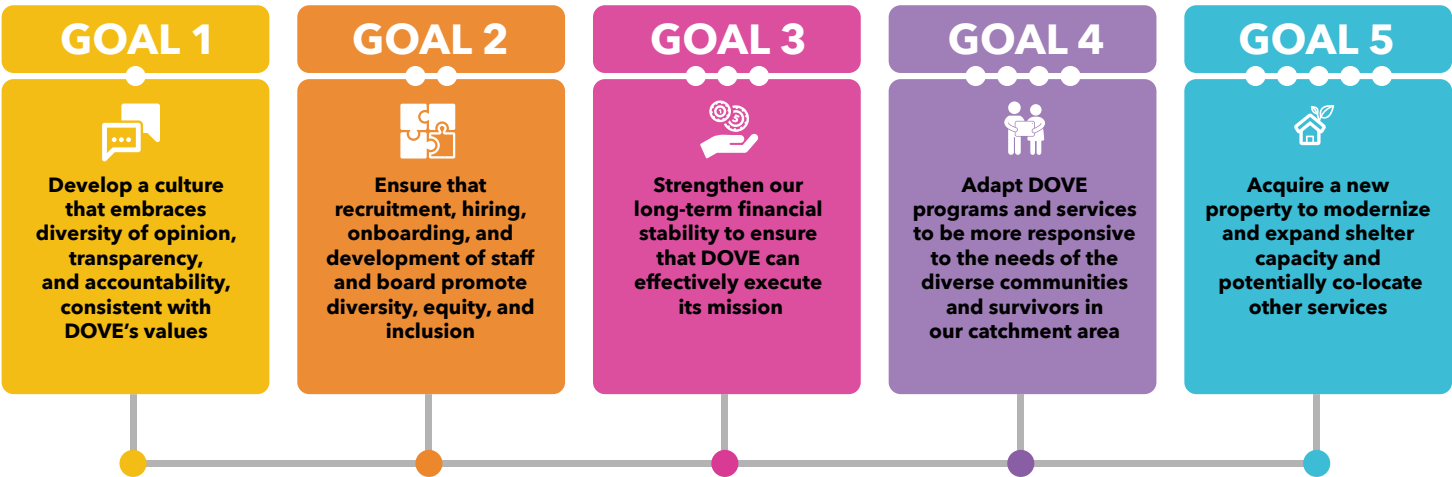 GOAL 1
Develop a culture
that embraces
diversity of opinion,
transparency,
and accountability,
consistent with
DOVE’s values
GOAL 2
Ensure that
recruitment, hiring,
onboarding, and
development of staff
and board promote
diversity, equity, and
inclusion
GOAL 3
Strengthen our
long-term financial
stability to ensure
that DOVE can
effectively execute
its mission
GOAL 4
Adapt DOVE
programs and services
to be more responsive
to the needs of the
diverse communities
and survivors in
our catchment area
GOAL 5
Acquire a new
property to modernize
and expand shelter
capacity and
potentially co-locate
other services